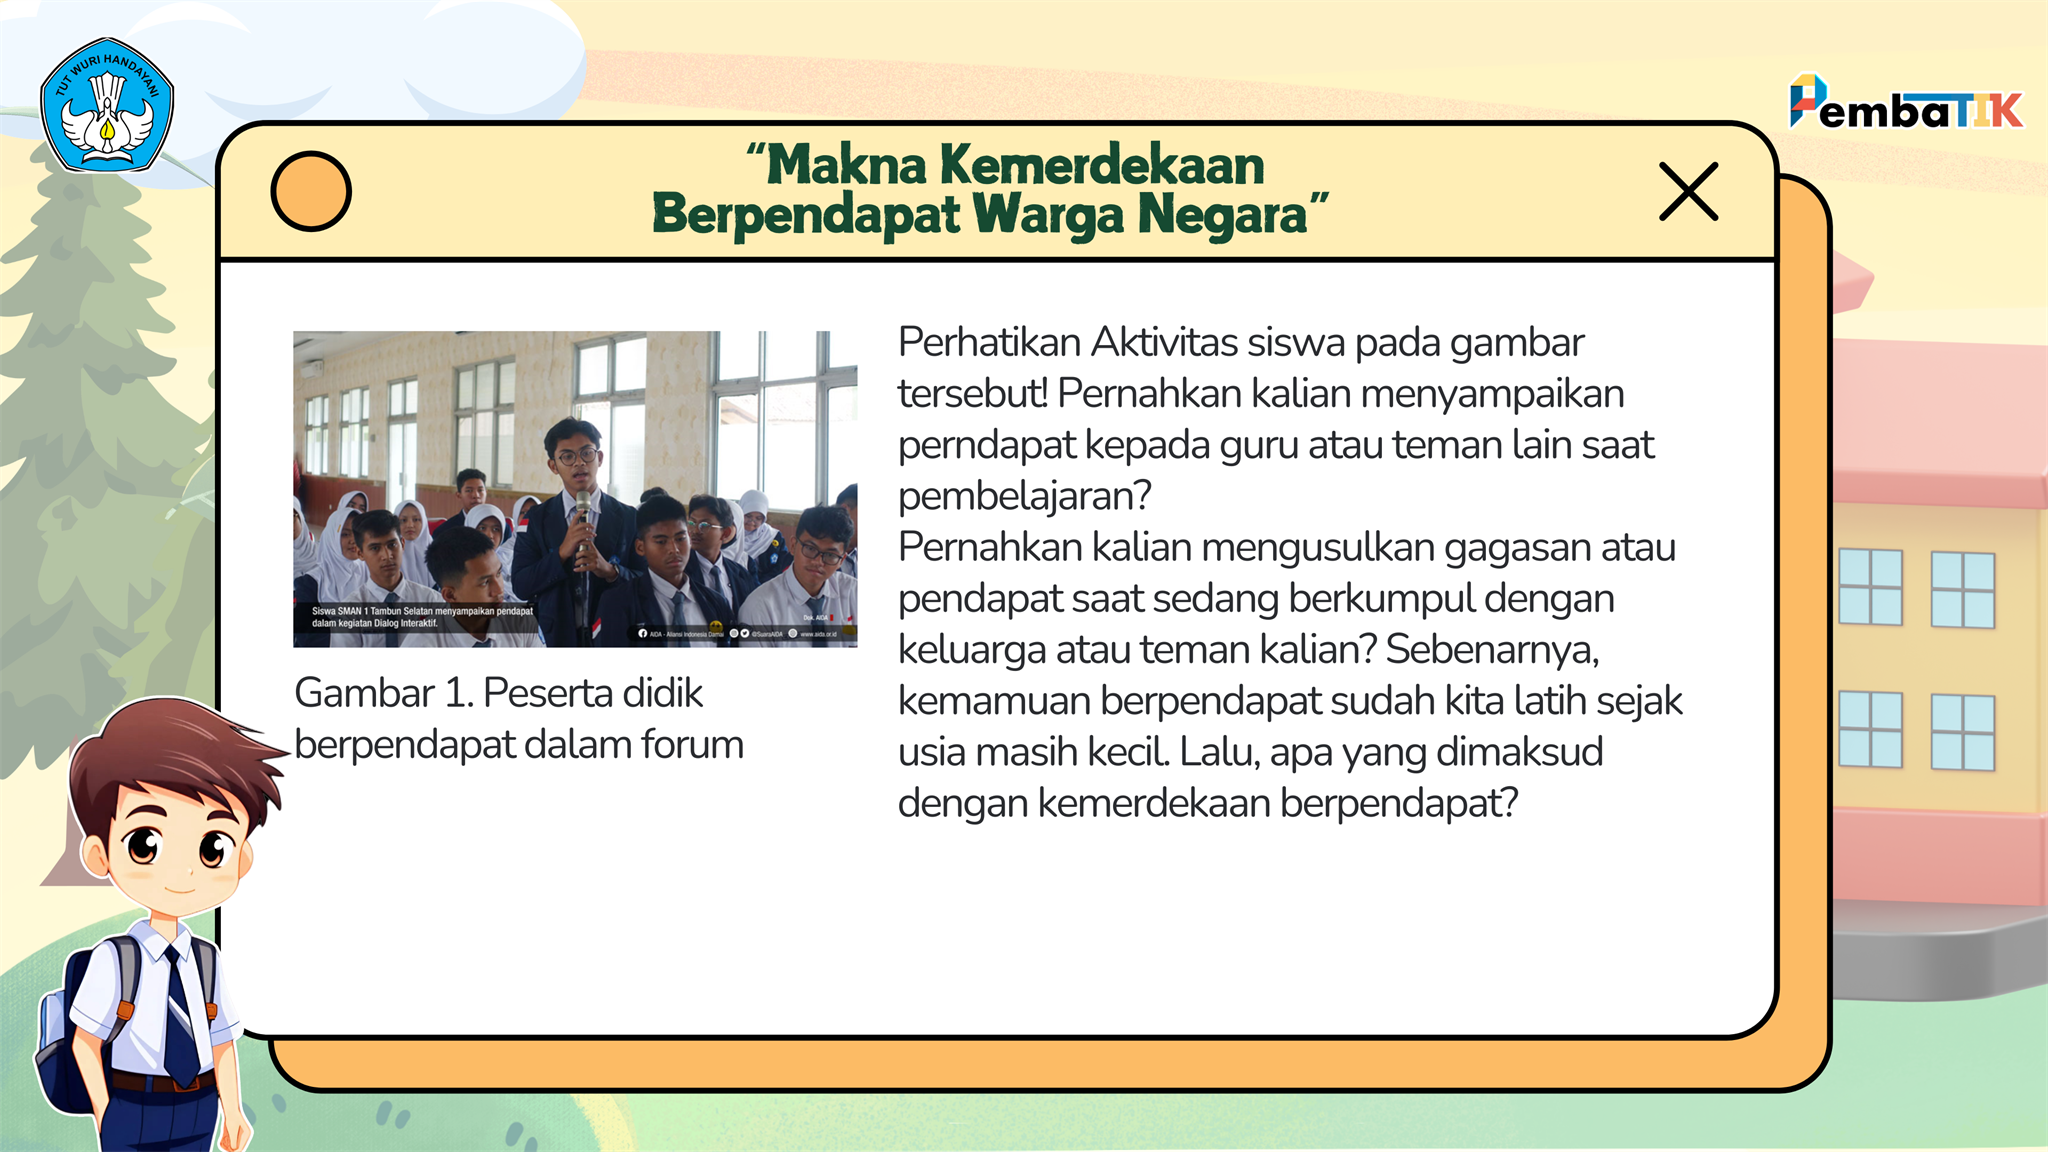 TUT WURI HANDAYANI
PembaTIK
“Makna Kemerdekaan
Berpendapat Warga Negara”
Siswa SMAN 1 Tambun Selatan menyampaikan pendapat
dalam kegiatan Dialog Interaktif.
Dok. AIDA
AIDA - Aliansi Indonesia Damai @SuaraAIDA www.aida.or.id
Gambar 1. Peserta didik
berpendapat dalam forum
Perhatikan Aktivitas siswa pada gambar
tersebut! Pernahkan kalian menyampaikan
perndapat kepada guru atau teman lain saat
pembelajaran?
Pernahkan kalian mengusulkan gagasan atau
pendapat saat sedang berkumpul dengan
keluarga atau teman kalian? Sebenarnya,
kemamuan berpendapat sudah kita latih sejak
usia masih kecil. Lalu, apa yang dimaksud
dengan kemerdekaan berpendapat?